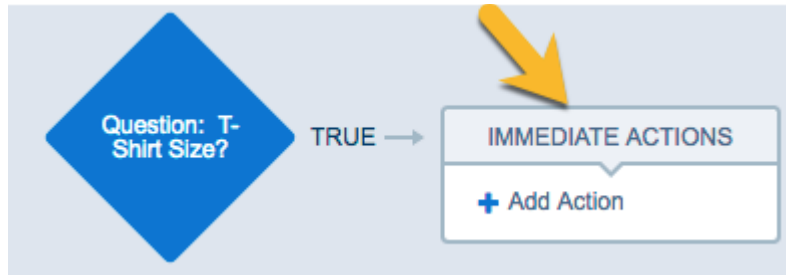 Question: T-
Shirt Size?
TRUE
IMMEDIATE ACTIONS
Add Action